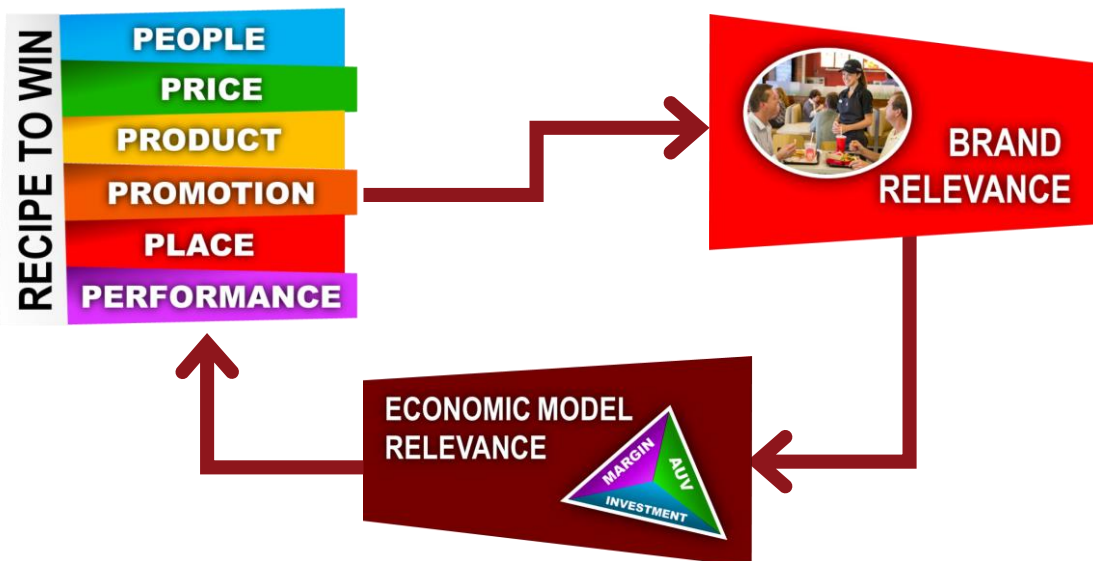 RECIPE TO WIN
PEOPLE
PRICE
PRODUCT
PROMOTION
PLACE
PERFORMANCE
BRAND
RELEVANCE
ECONOMIC MODEL
RELEVANCE
MARGIN
AUV
INVESTMENT